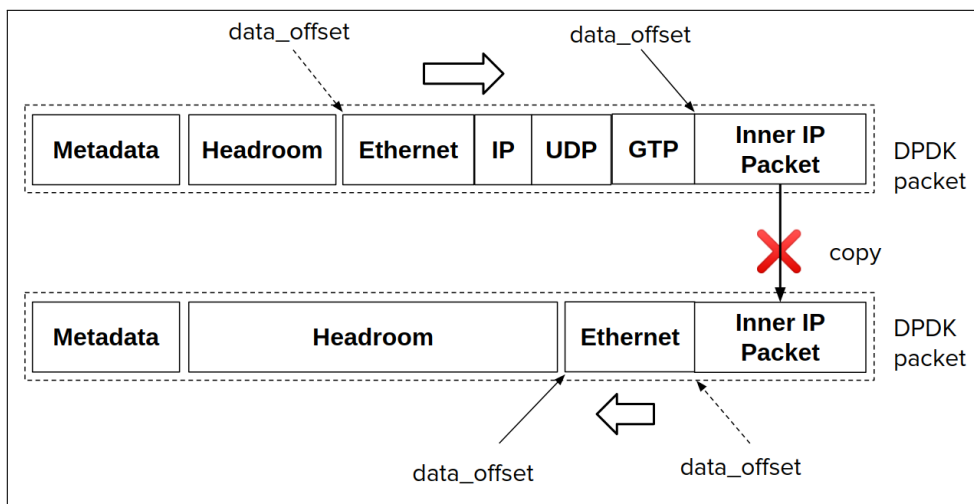 data_offset
data_offset
Metadata
Headroom
Ethernet
IP
UDP
GTP
Inner IP
Packet
DPDK
packet
copy
Metadata
Headroom
Ethernet
Inner IP
Packet
DPDK
packet
data_offset
data_offset